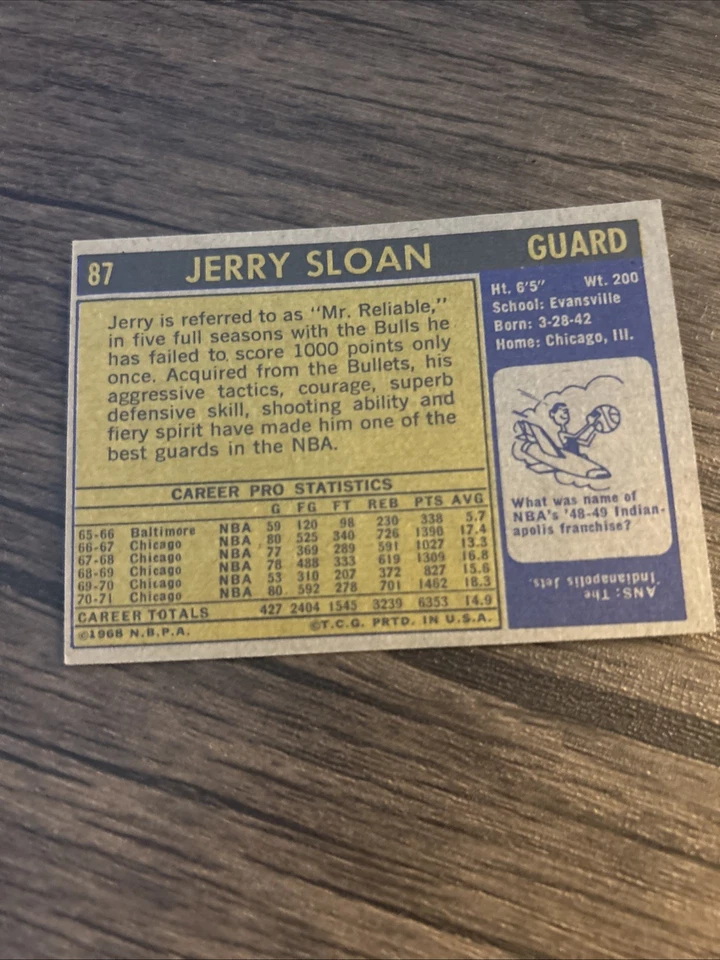 87 JERRY SLOAN GUARD
Jerry is referred to as "Mr. Reliable,"
in five full seasons with the Bulls he
has failed to score 1000 points only
once. Acquired from the Bullets, his
aggressive tactics, courage, superb
defensive skill, shooting ability and
fiery spirit have made him one of the
best guards in the NBA.
CAREER PRO STATISTICS
G FG FT REB PTS AVG
65-66 Baltimore NBA 59 120 98 230 338 5.7
66-67 Chicago NBA 80 525 340 726 1390 17.4
67-68 Chicago NBA 77 369 289 591 1027 13.3
68-69 Chicago NBA 78 488 333 619 1309 16.8
69-70 Chicago NBA 53 310 207 372 827 15.6
70-71 Chicago NBA 80 592 278 701 1462 18.3
CAREER TOTALS 427 2404 1545 3239 6353 14.9
©1968 N.B.P.A. ©T.C.G. PRTD. IN U.S.A.
Ht. 6'5" Wt. 200
School: Evansville
Born: 3-28-42
Home: Chicago, Ill.
What was name of
NBA's '48-49 Indian-
apolis franchise?
ANS: The
Indianapolis Jets.